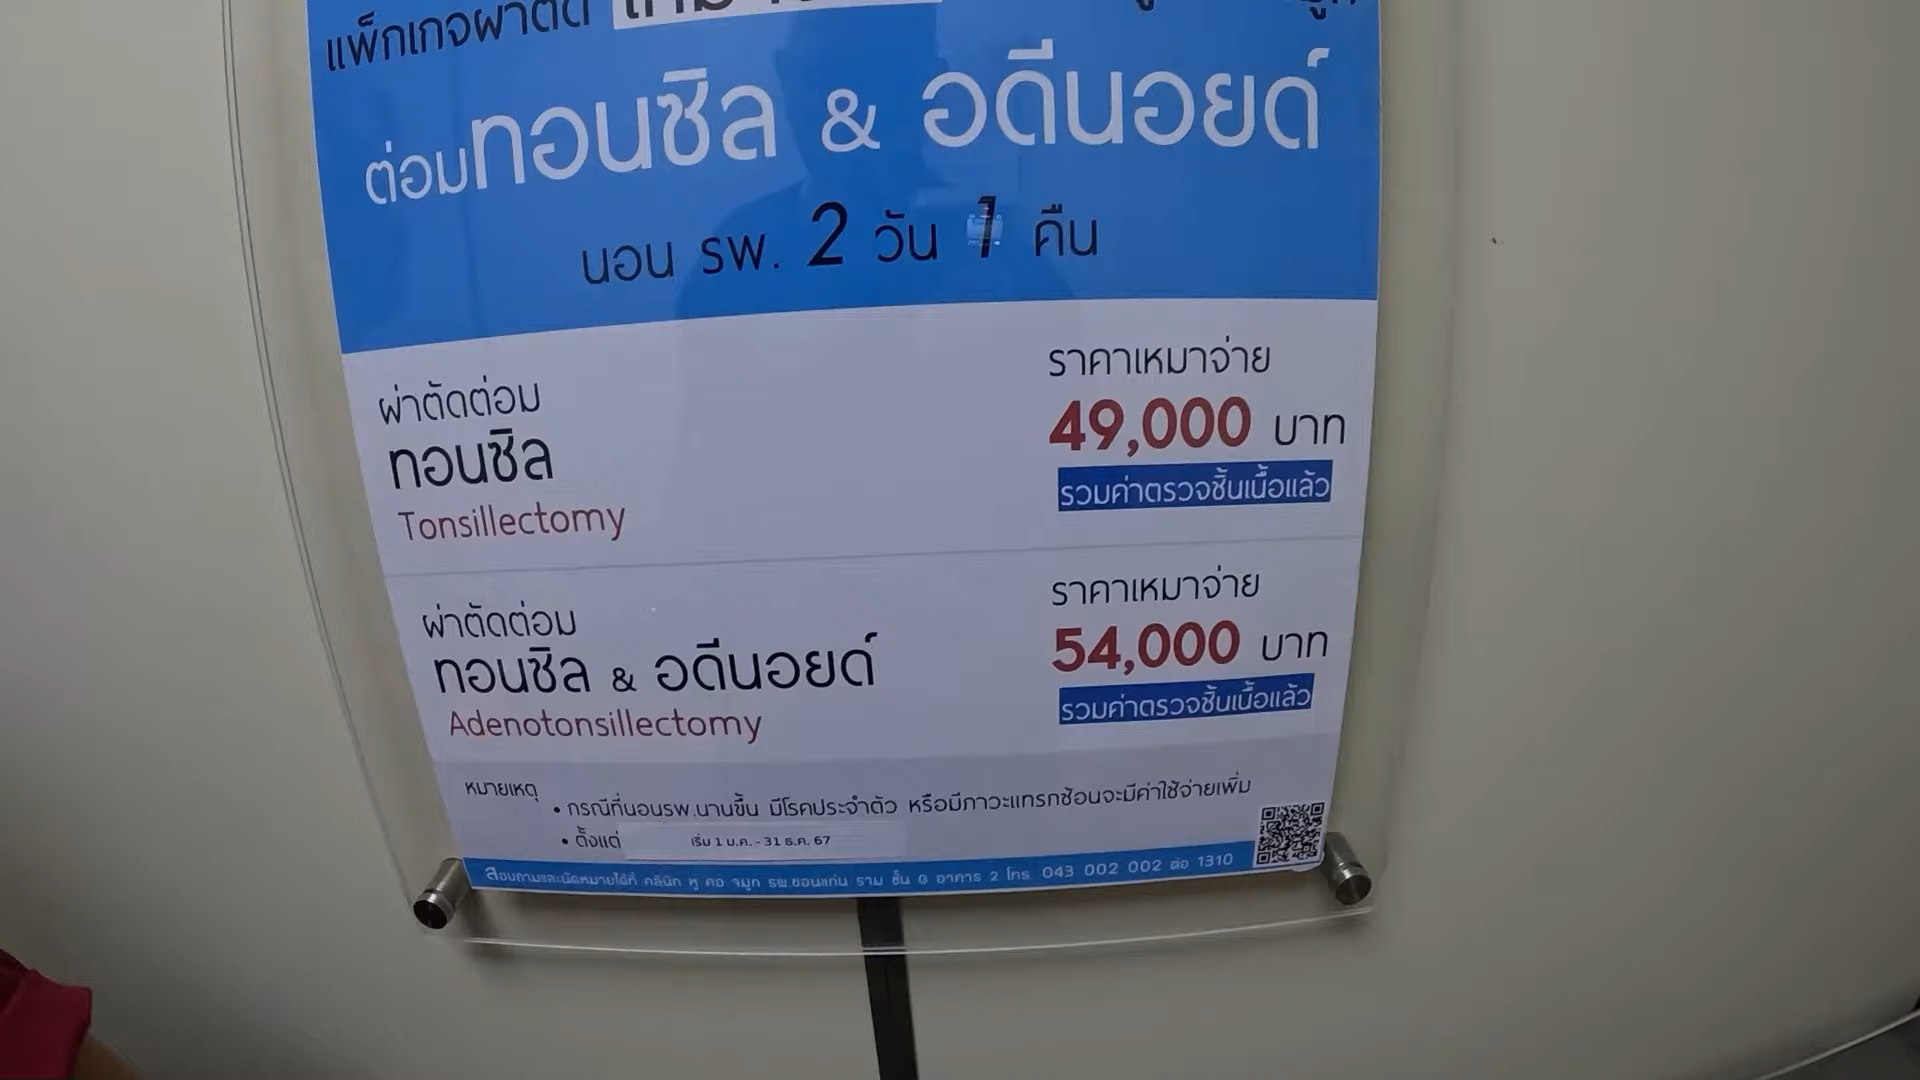 แพ็กเกจผ่าตัด
ต่อมทอนซิล & อดีนอยด์
นอน รพ. 2 วัน 1 คืน
ผ่าตัดต่อม
ทอนซิล
Tonsillectomy
ราคาเหมาจ่าย
49,000 บาท
รวมค่าตรวจชิ้นเนื้อแล้ว
ผ่าตัดต่อม
ทอนซิล & อดีนอยด์
Adenotonsillectomy
ราคาเหมาจ่าย
54,000 บาท
รวมค่าตรวจชิ้นเนื้อแล้ว
หมายเหตุ
• กรณีที่นอนรพ.นานขึ้น มีโรคประจำตัว หรือมีภาวะแทรกซ้อนจะมีค่าใช้จ่ายเพิ่ม
• ตั้งแต่ เริ่ม 1 ม.ค. - 31 ธ.ค. 67
สอบถามและนัดหมายได้ที่ คลินิก หู คอ จมูก รพ.ขอนแก่น ราม ชั้น 6 อาคาร 2 โทร 043 002 002 ต่อ 1310